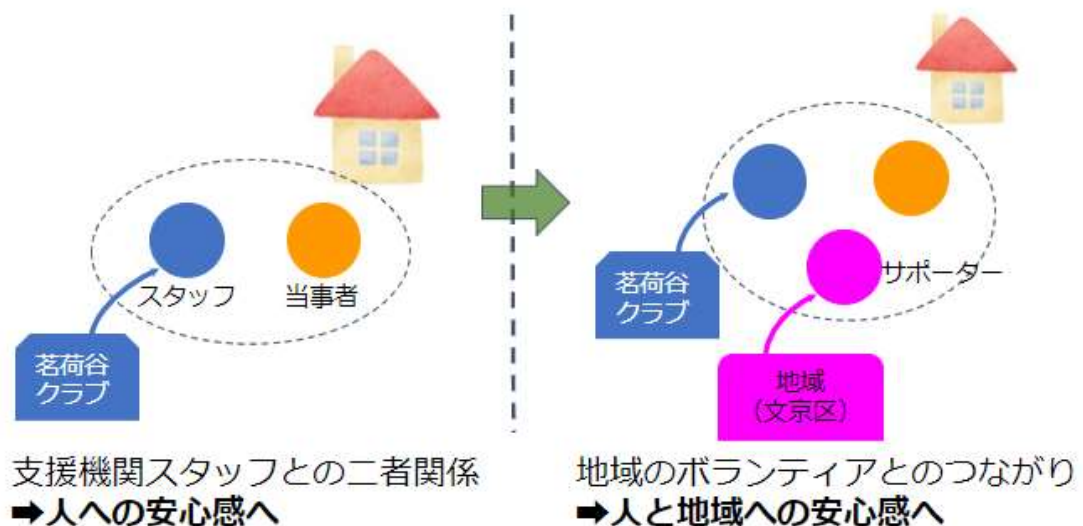 スタッフ
当事者
茗荷谷
クラブ
支援機関スタッフとの二者関係
➡人への安心感へ
サポーター
茗荷谷
クラブ
地域
（文京区）
地域のボランティアとのつながり
➡人と地域への安心感へ